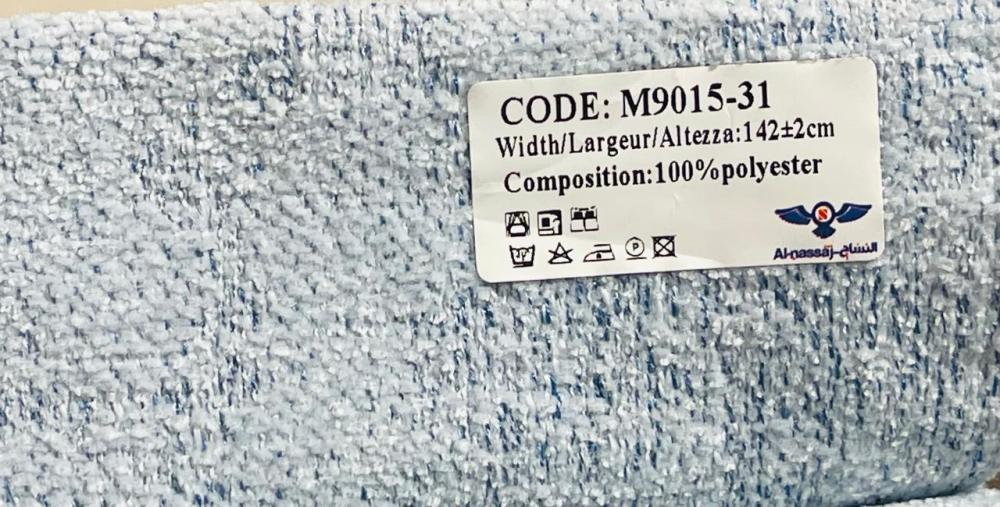 CODE: M9015-31
Width/Largeur/Altezza:142±2cm
Composition:100%polyester
P
S
Al-nassaj-النساج